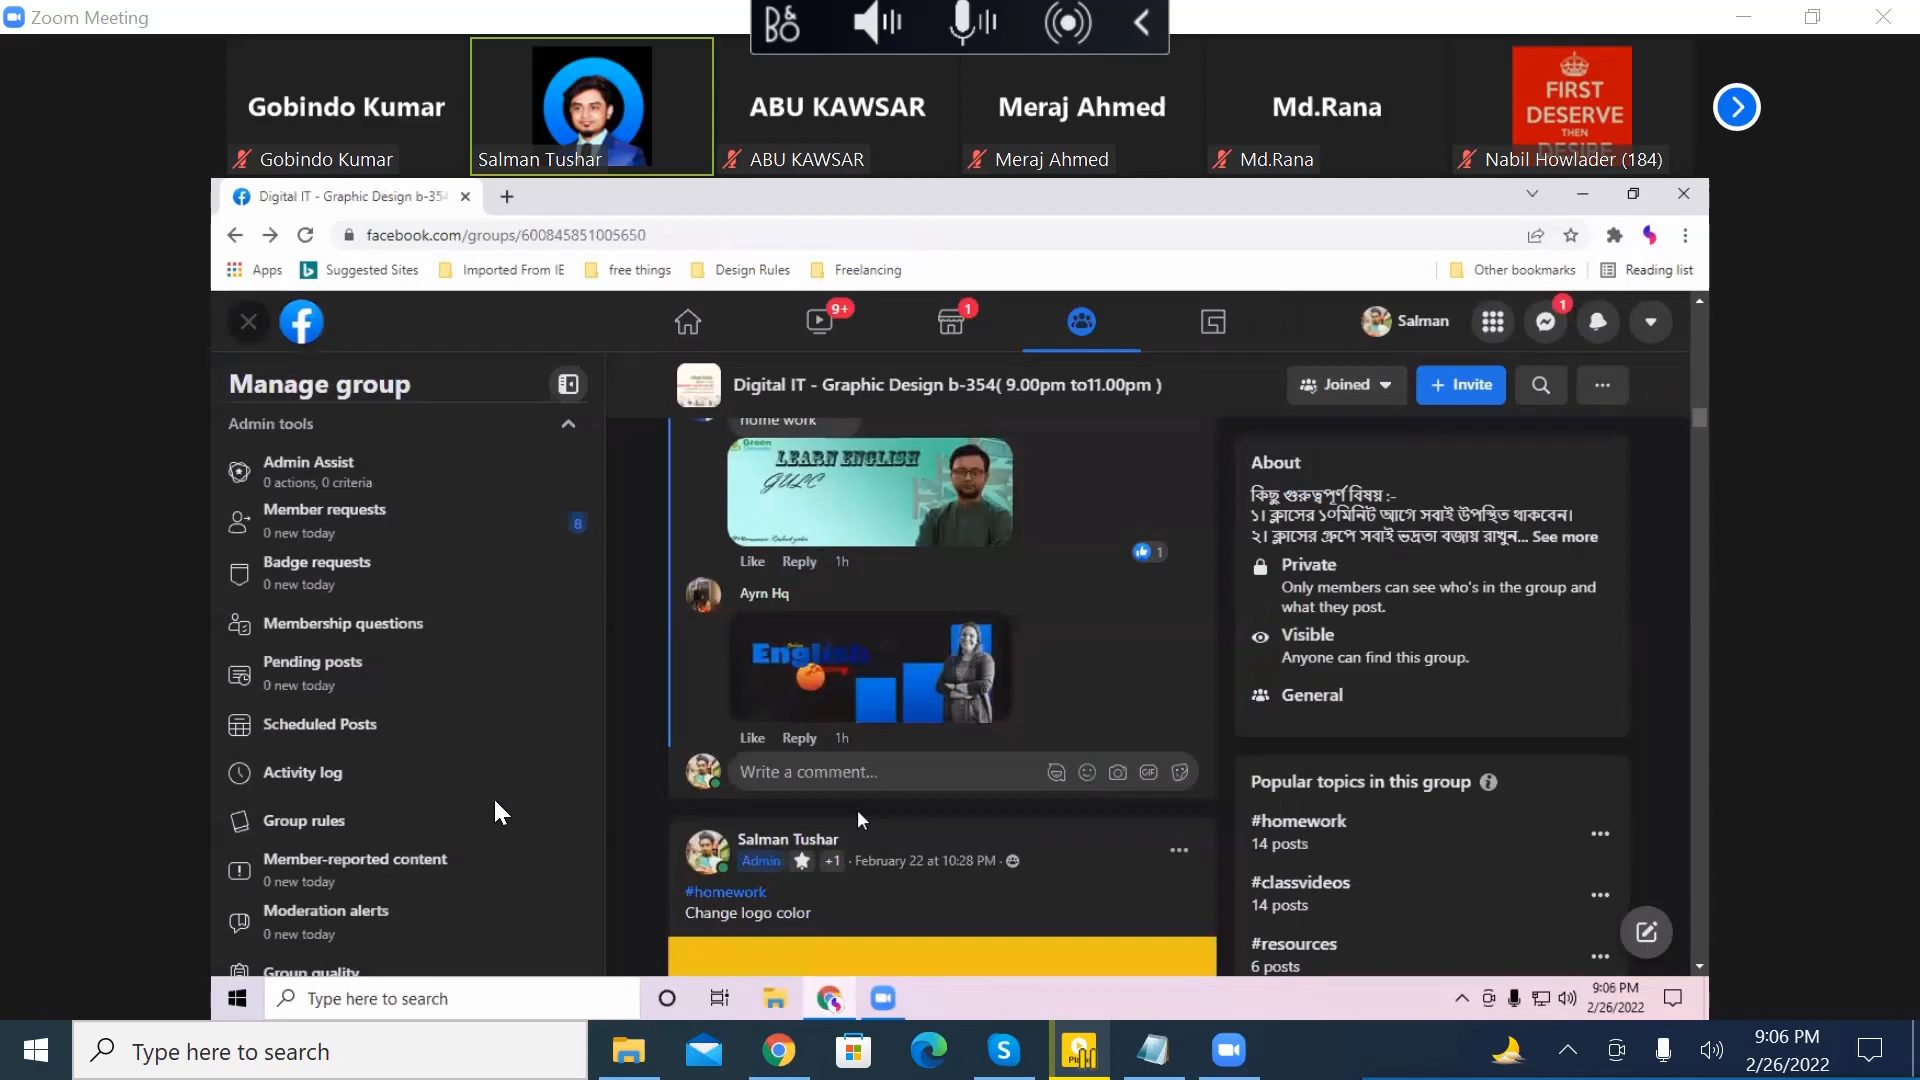 Zoom Meeting
B&O
Gobindo Kumar
ABU KAWSAR
Meraj Ahmed
Md.Rana
FIRST
DESERVE
THEN
DESIRE
Gobindo Kumar
Salman Tushar
ABU KAWSAR
Meraj Ahmed
Md.Rana
Nabil Howlader (184)
Digital IT - Graphic Design b-354
facebook.com/groups/600845851005650
Apps
Suggested Sites
Imported From IE
free things
Design Rules
Freelancing
Other bookmarks
Reading list
9+
1
Salman
1
Manage group
Digital IT - Graphic Design b-354( 9.00pm to11.00pm )
Joined
+ Invite
Admin tools
Admin Assist
0 actions, 0 criteria
Member requests
0 new today
8
Badge requests
0 new today
Membership questions
Pending posts
0 new today
Scheduled Posts
Activity log
Group rules
Member-reported content
0 new today
Moderation alerts
0 new today
Group quality
home work
Green
LEARN ENGLISH
GULC
Like Reply 1h
1
Ayrn Hq
English
Like Reply 1h
Write a comment...
GIF
Salman Tushar
Admin +1 · February 22 at 10:28 PM ·
#homework
Change logo color
About
কিছু গুরুত্বপূর্ণ বিষয় :-
১। ক্লাসের ১০মিনিট আগে সবাই উপস্থিত থাকবেন।
২। ক্লাসের গ্রুপে সবাই ভদ্রতা বজায় রাখুন... See more
Private
Only members can see who's in the group and
what they post.
Visible
Anyone can find this group.
General
Popular topics in this group
#homework
14 posts
#classvideos
14 posts
#resources
6 posts
Type here to search
9:06 PM
2/26/2022
Type here to search
9:06 PM
2/26/2022